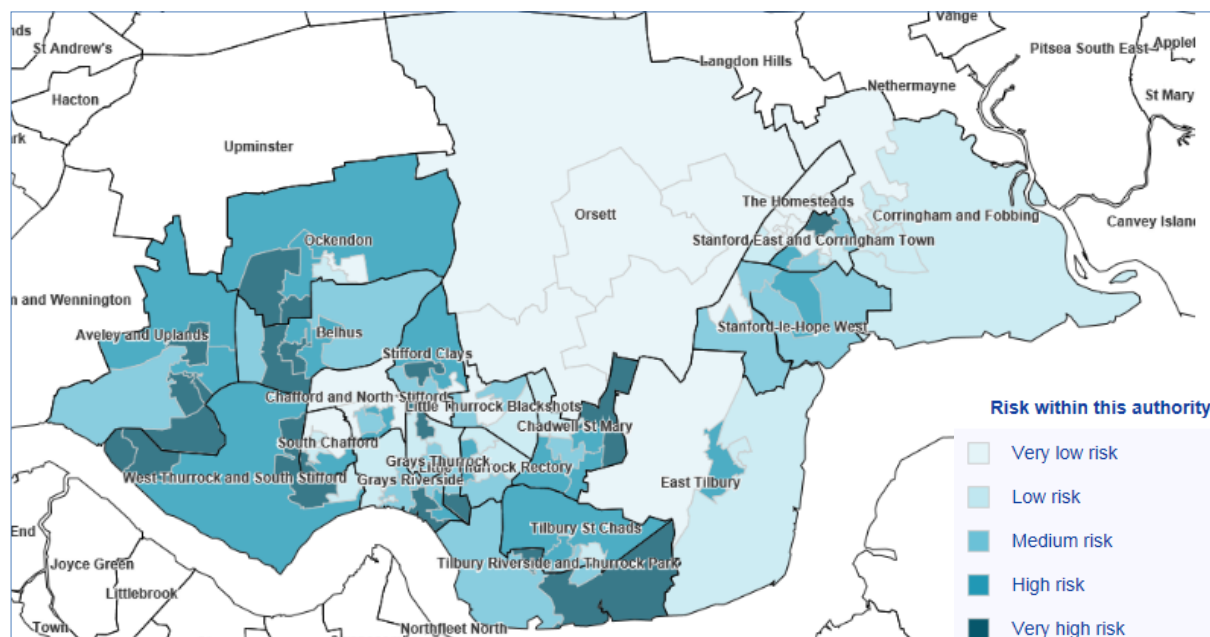 nds
St Andrew's
Hacton
ark
Upminster
Langdon Hills
Vange
Pitsea South East
Applet
Nethermayne
St Mary
Orsett
The Homesteads
Corringham and Fobbing
Canvey Island
Stanford East and Corringham Town
Ockendon
n and Wennington
Aveley and Uplands
Belhus
Stanford-le-Hope West
Stifford Clays
Chafford and North Stifford
Little Thurrock Blackshots
Chadwell St Mary
South Chafford
Grays Thurrock
Little Thurrock Rectory
West Thurrock and South Stifford
Grays Riverside
East Tilbury
Tilbury St Chads
Tilbury Riverside and Thurrock Park
End
Joyce Green
Littlebrook
Town
Northfleet North
Risk within this authority
Very low risk
Low risk
Medium risk
High risk
Very high risk